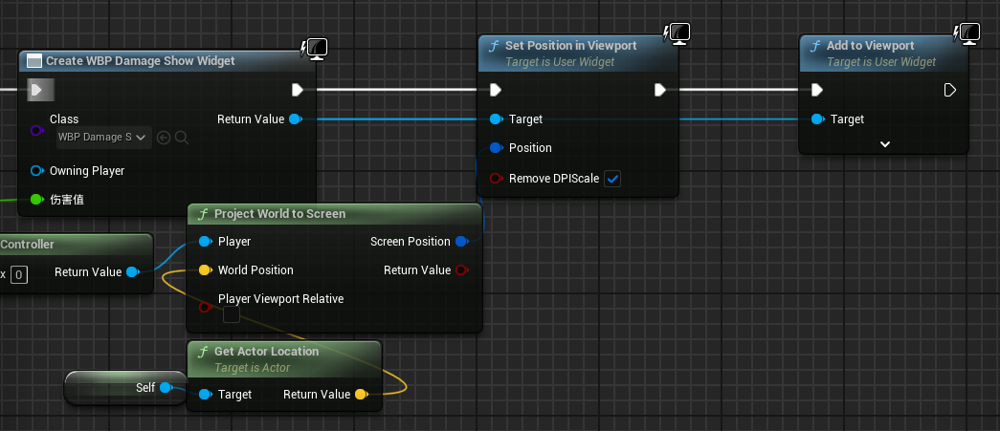 Create WBP Damage Show Widget
Class
WBP Damage S
Return Value
Owning Player
伤害值
Set Position in Viewport
Target is User Widget
Target
Position
Remove DPIScale
Add to Viewport
Target is User Widget
Target
Controller
x 0
Return Value
Project World to Screen
Player
Screen Position
World Position
Return Value
Player Viewport Relative
Get Actor Location
Target is Actor
Self
Target
Return Value